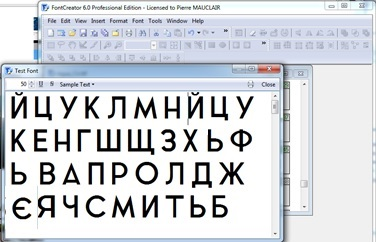 FontCreator 6.0 Professional Edition - Licensed to Pierre MAUCLAIR
File Edit View Insert Format Font Tools Window Help
Test Font
50 U S Sample Text Close
ЙЦУКЛМНЙЦУ
КЕНГШЩЗХЬФ
Ь ВАПРОЛДЖ
ЄЯЧСМИТЬБ